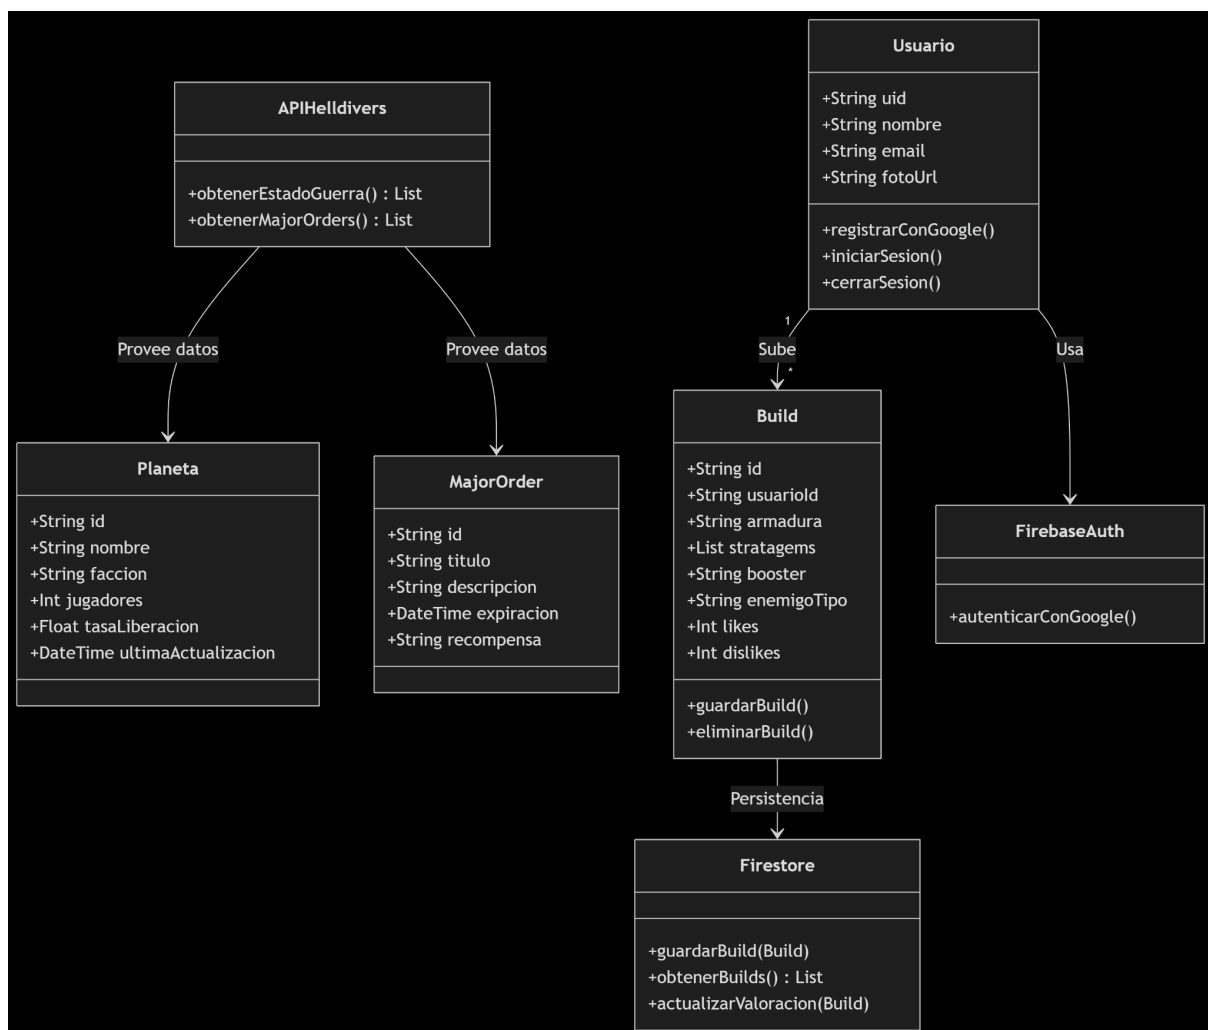 APIHelldivers
+obtenerEstadoGuerra() : List
+obtenerMajorOrders() : List
Provee datos
Provee datos
Planeta
+String id
+String nombre
+String faccion
+Int jugadores
+Float tasaLiberacion
+DateTime ultimaActualizacion
MajorOrder
+String id
+String titulo
+String descripcion
+DateTime expiracion
+String recompensa
Usuario
+String uid
+String nombre
+String email
+String fotoUrl
+registrarConGoogle()
+iniciarSesion()
+cerrarSesion()
1
Sube
*
Usa
Build
+String id
+String usuarioId
+String armadura
+List stratagems
+String booster
+String enemigoTipo
+Int likes
+Int dislikes
+guardarBuild()
+eliminarBuild()
FirebaseAuth
+autenticarConGoogle()
Persistencia
Firestore
+guardarBuild(Build)
+obtenerBuilds() : List
+actualizarValoracion(Build)